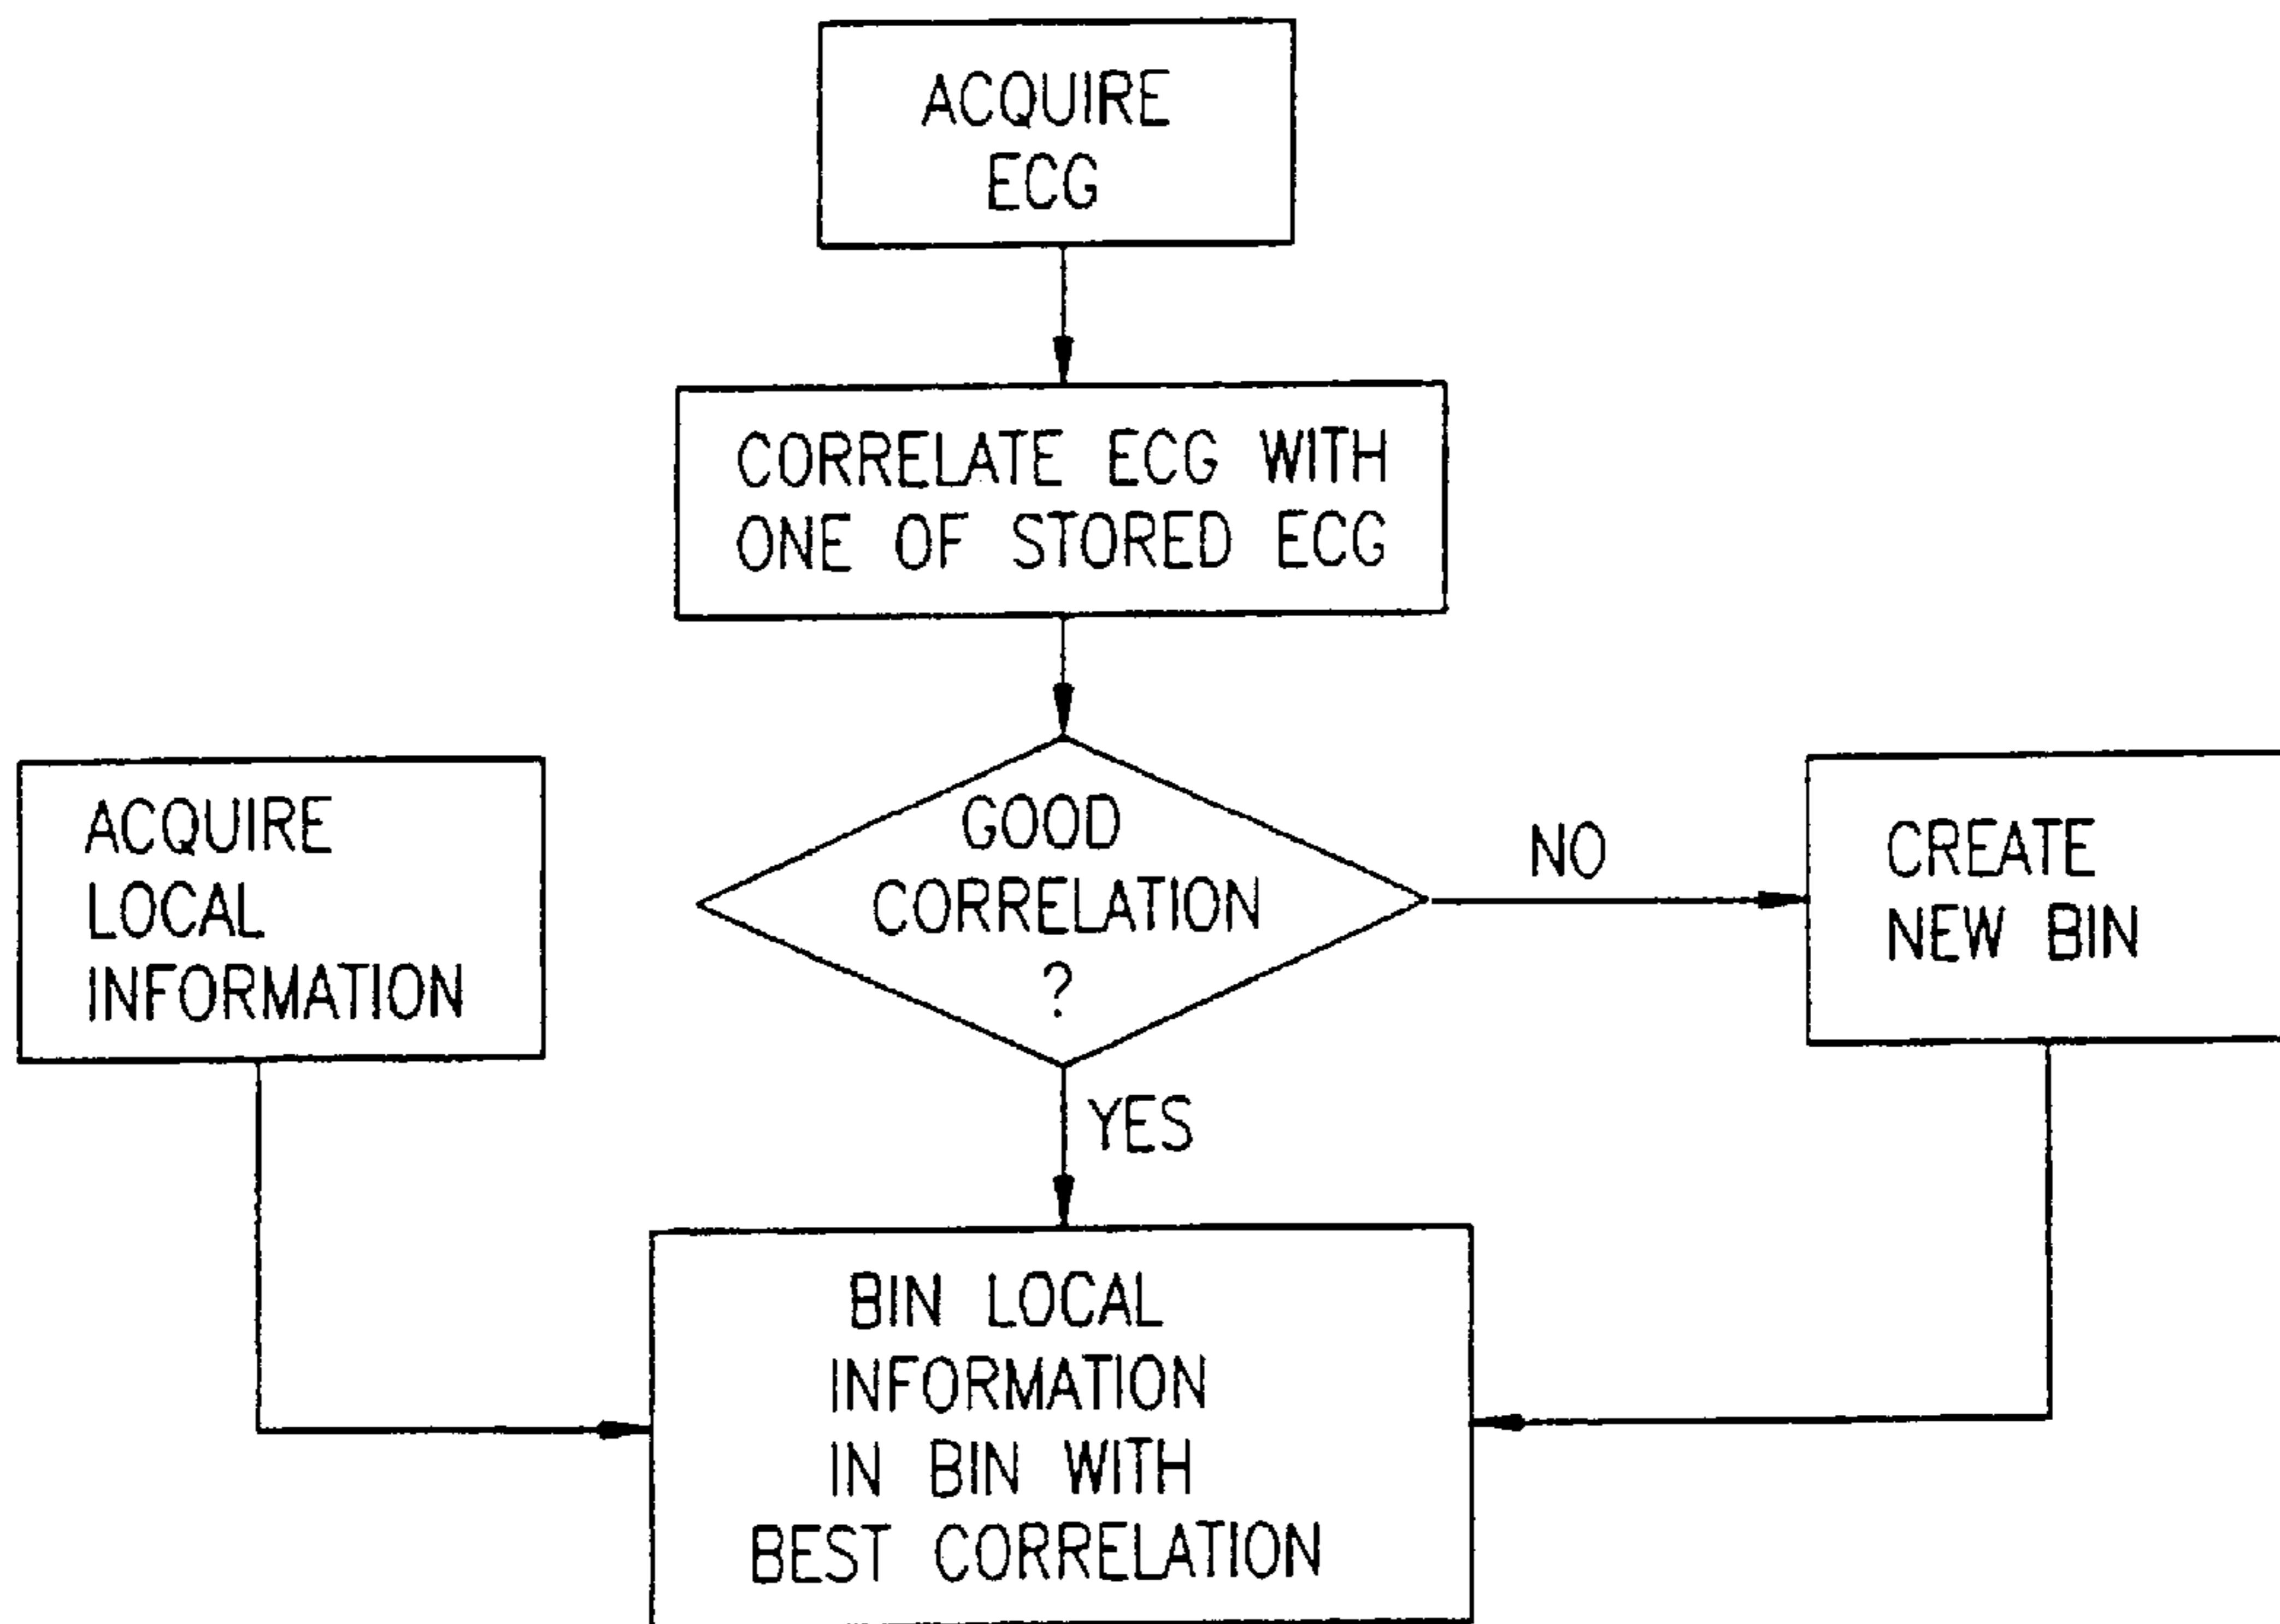 ACQUIRE
ECG
CORRELATE ECG WITH
ONE OF STORED ECG
ACQUIRE
LOCAL
INFORMATION
GOOD
CORRELATION
?
NO
CREATE
NEW BIN
YES
BIN LOCAL
INFORMATION
IN BIN WITH
BEST CORRELATION